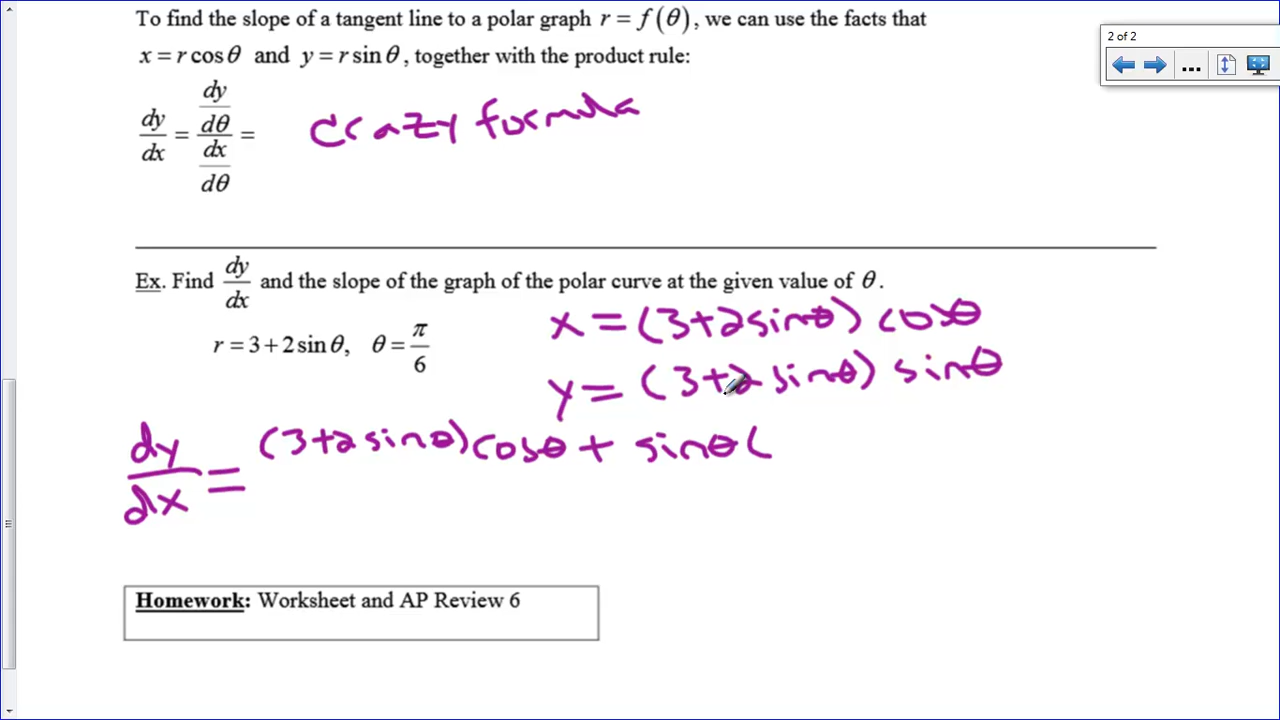 To find the slope of a tangent line to a polar graph r = f(θ), we can use the facts that
x = r cosθ and y = r sinθ, together with the product rule:
dy/dx = (dy/dθ)/(dx/dθ) = crazy formula
Ex. Find dy/dx and the slope of the graph of the polar curve at the given value of θ.
r = 3 + 2 sin θ, θ = π/6
x = (3+2sinθ) cosθ
y = (3+2sinθ) sinθ
dy/dx = (3+2sinθ)cosθ + sinθ(
Homework: Worksheet and AP Review 6
2 of 2
...